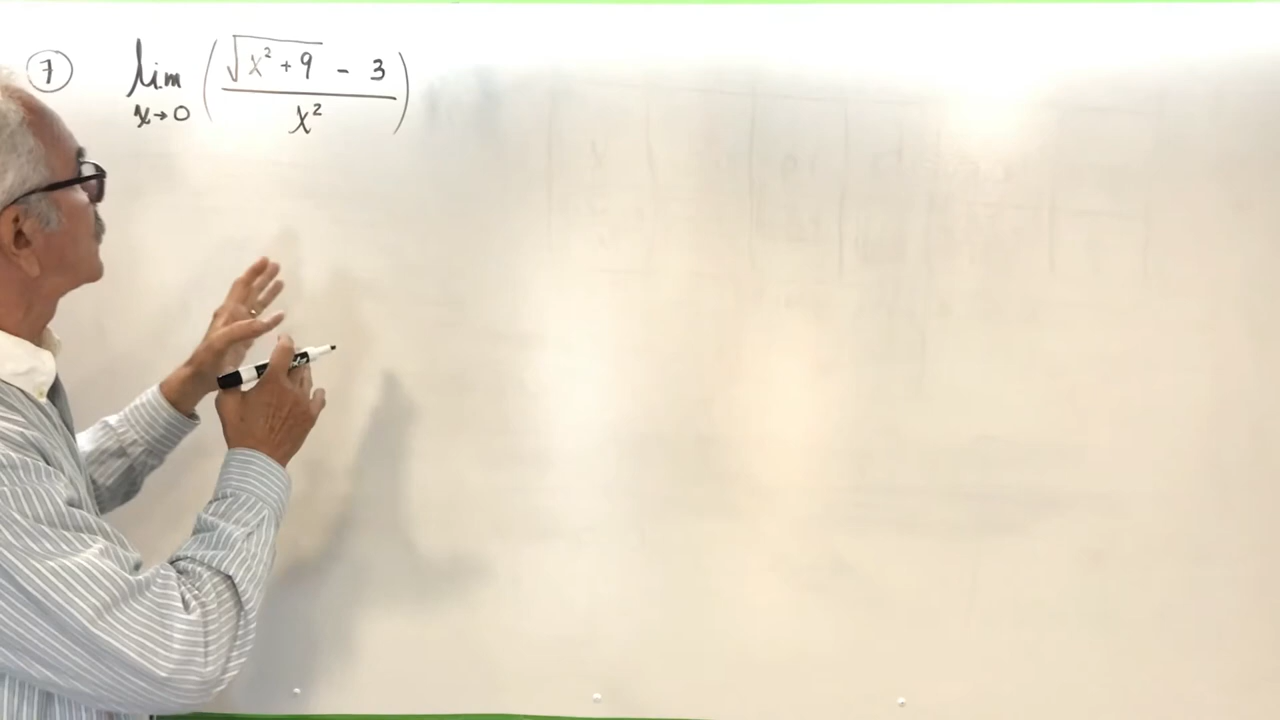 ⑦ lim x→0 ( (√(x² + 9) - 3) / x² )